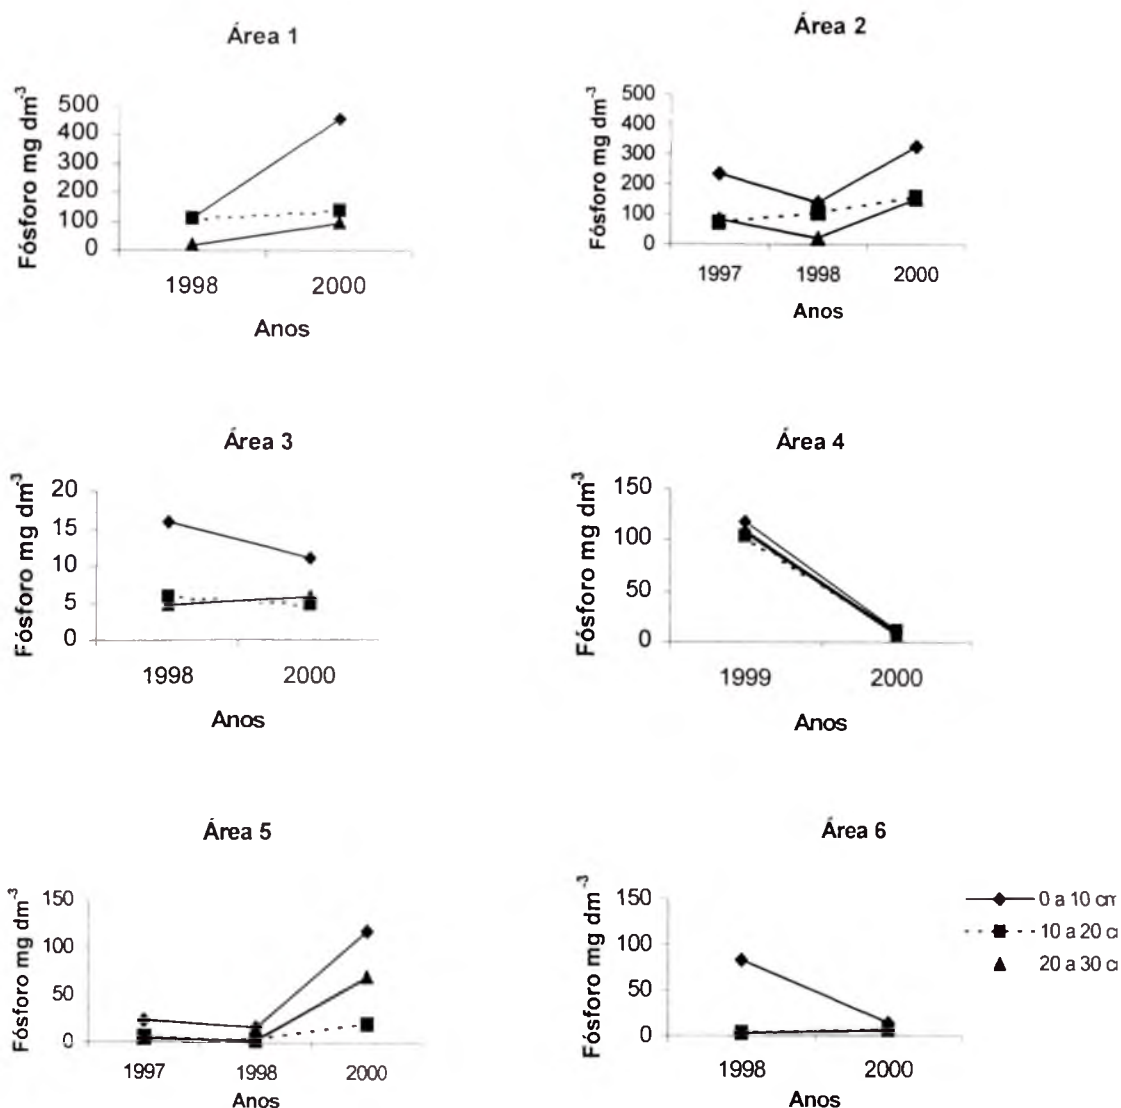 Área 1
Fósforo mg dm-3
500
400
300
200
100
0
1998 2000
Anos
Área 2
Fósforo mg dm-3
500
400
300
200
100
0
1997 1998 2000
Anos
Área 3
Fósforo mg dm-3
20
15
10
5
0
1998 2000
Anos
Área 4
Fósforo mg dm-3
150
100
50
0
1999 2000
Anos
Área 5
Fósforo mg dm-3
150
100
50
0
1997 1998 2000
Anos
Área 6
Fósforo mg dm-3
150
100
50
0
1998 2000
Anos
0 a 10 cm
10 a 20 c
20 a 30 c